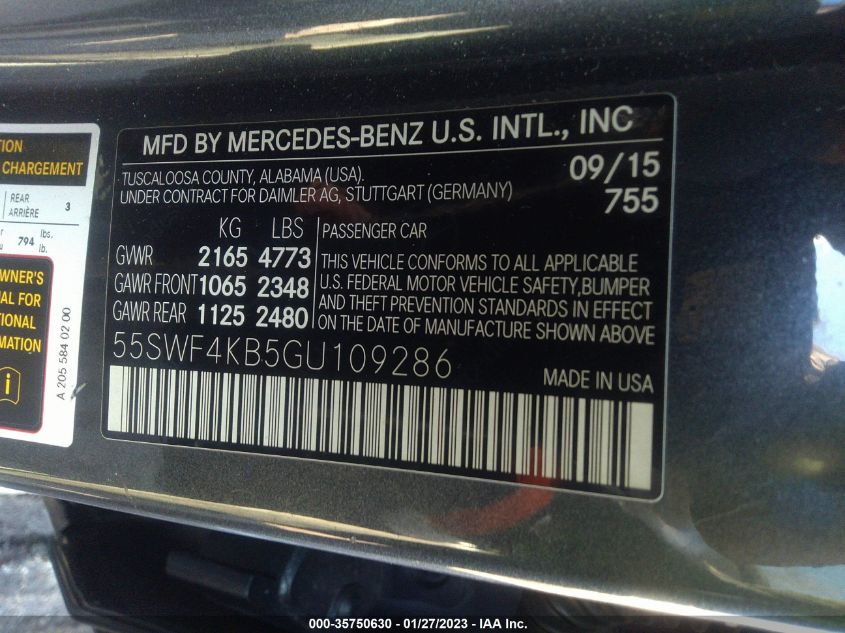 TION
CHARGEMENT
REAR
ARRIÈRE 3
794 lbs.
lb.
OWNER'S
FOR
MATION
A 205 584 02 00
MFD BY MERCEDES-BENZ U.S. INTL., INC
TUSCALOOSA COUNTY, ALABAMA (USA). 09/15
UNDER CONTRACT FOR DAIMLER AG, STUTTGART (GERMANY) 755
KG LBS
GVWR 2165 4773
GAWR FRONT 1065 2348
GAWR REAR 1125 2480
PASSENGER CAR
THIS VEHICLE CONFORMS TO ALL APPLICABLE
U.S. FEDERAL MOTOR VEHICLE SAFETY,BUMPER
AND THEFT PREVENTION STANDARDS IN EFFECT
ON THE DATE OF MANUFACTURE SHOWN ABOVE
55SWF4KB5GU109286
MADE IN USA
000-35750630 - 01/27/2023 - IAA Inc.